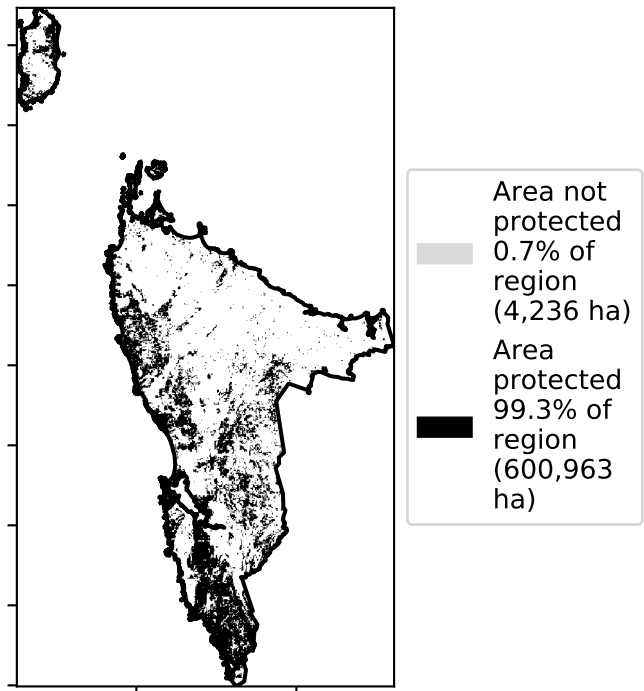 Area not
protected
0.7% of
region
(4,236 ha)
Area
protected
99.3% of
region
(600,963
ha)